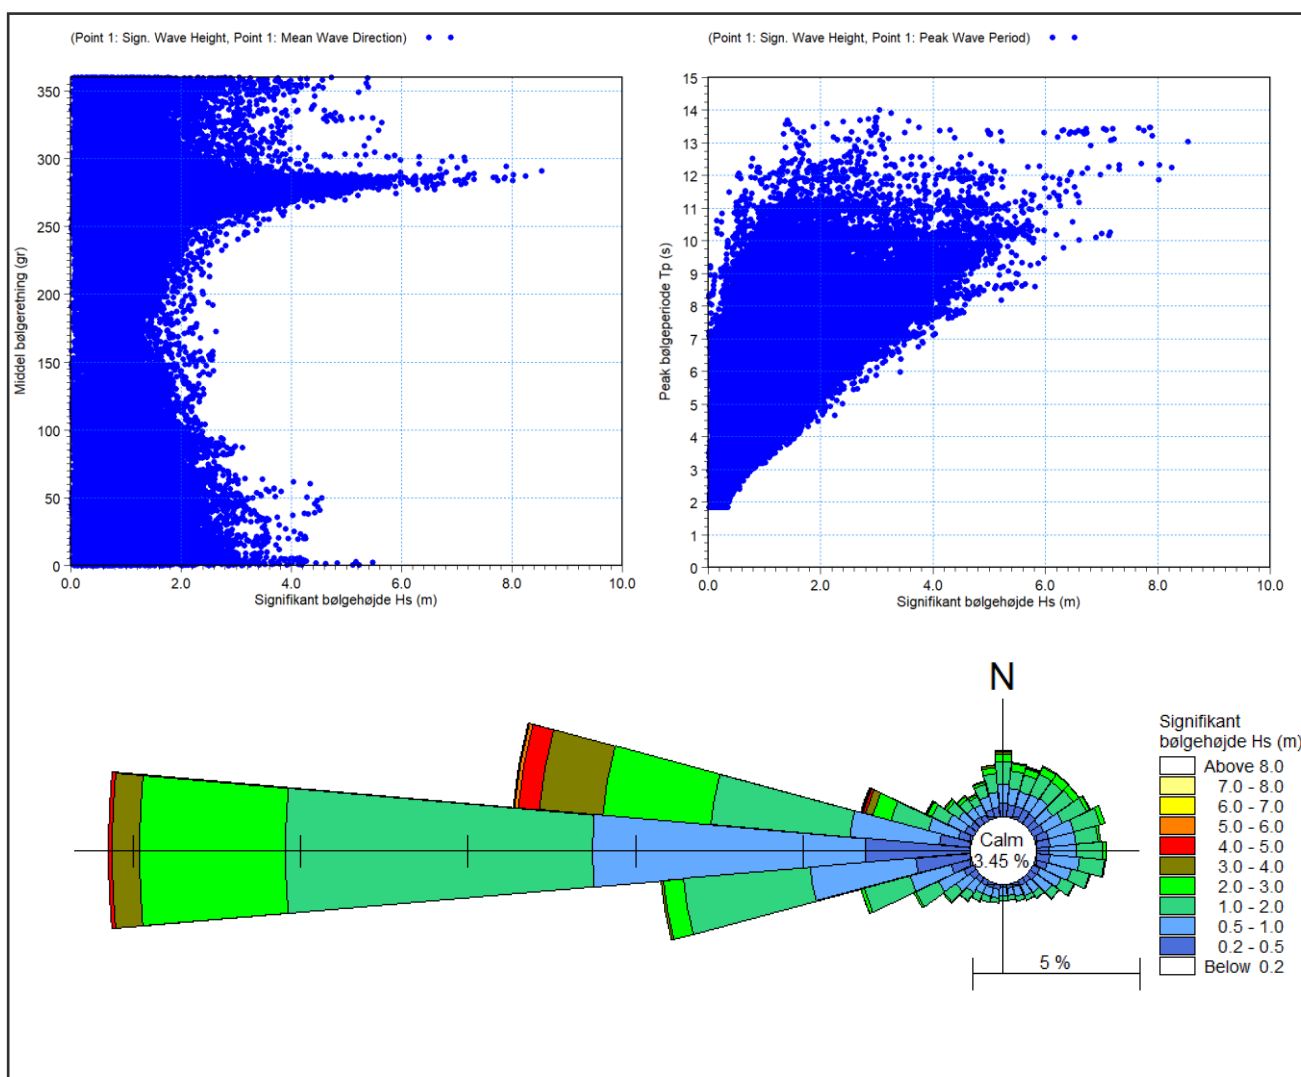 (Point 1: Sign. Wave Height, Point 1: Mean Wave Direction)
350
300
250
200
150
100
50
0
Middel bølgeretning (gr)
0.0 2.0 4.0 6.0 8.0 10.0
Signifikant bølgehøjde Hs (m)
(Point 1: Sign. Wave Height, Point 1: Peak Wave Period)
15
14
13
12
11
10
9
8
7
6
5
4
3
2
1
0
Peak bølgeperiode Tp (s)
0.0 2.0 4.0 6.0 8.0 10.0
Signifikant bølgehøjde Hs (m)
N
Calm
3.45 %
5 %
Signifikant
bølgehøjde Hs (m)
Above 8.0
7.0 - 8.0
6.0 - 7.0
5.0 - 6.0
4.0 - 5.0
3.0 - 4.0
2.0 - 3.0
1.0 - 2.0
0.5 - 1.0
0.2 - 0.5
Below 0.2